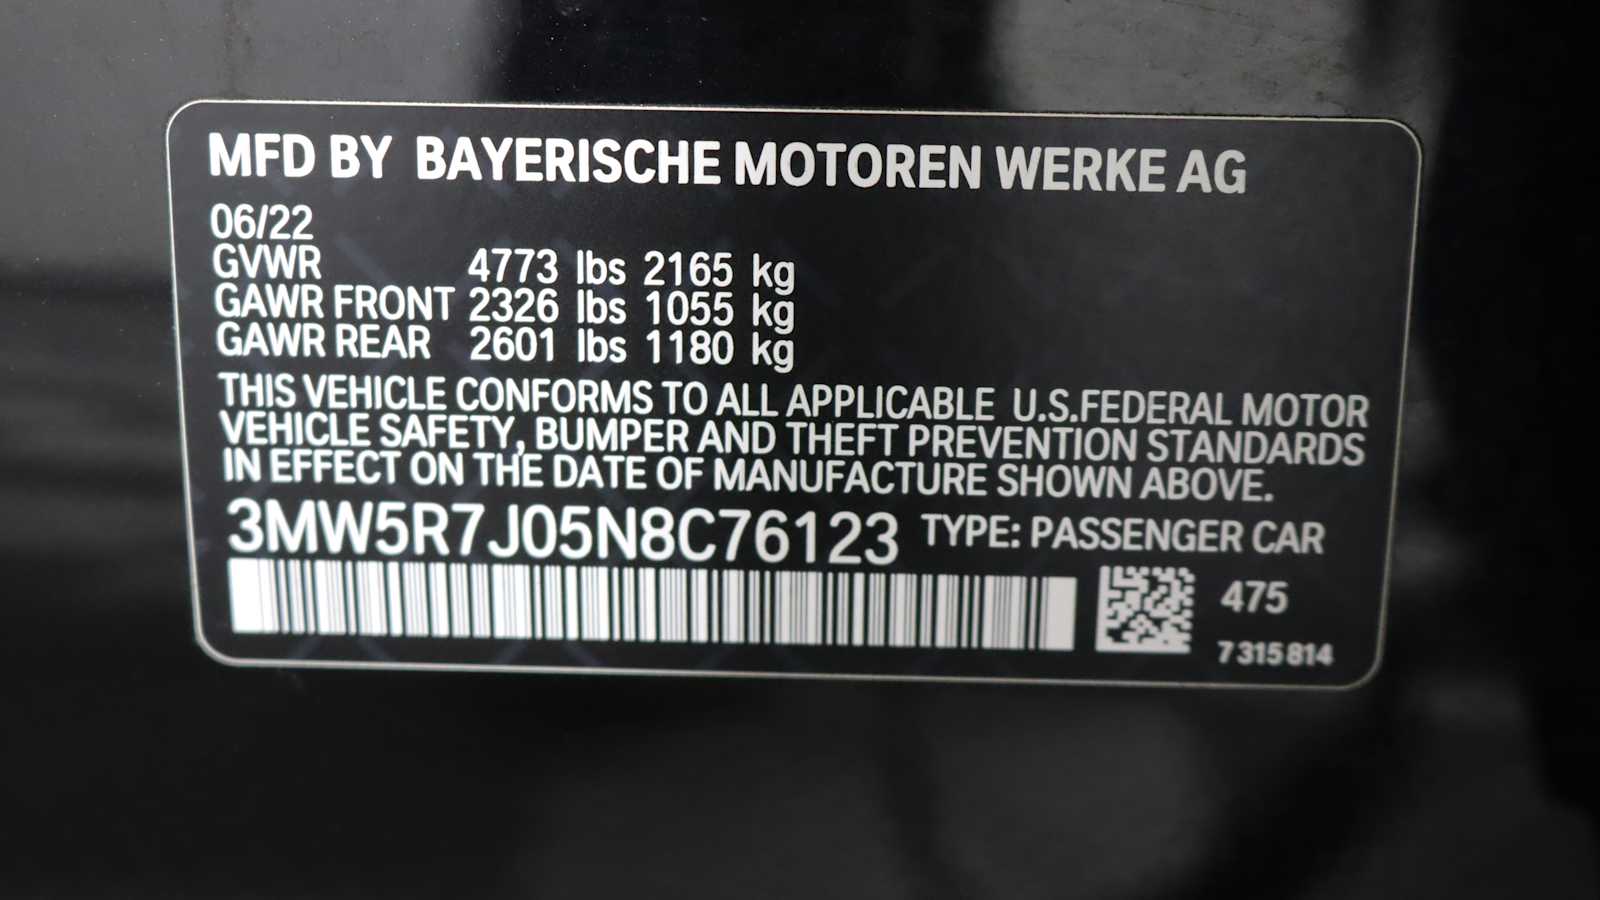 MFD BY BAYERISCHE MOTOREN WERKE AG
06/22
GVWR 4773 lbs 2165 kg
GAWR FRONT 2326 lbs 1055 kg
GAWR REAR 2601 lbs 1180 kg
THIS VEHICLE CONFORMS TO ALL APPLICABLE U.S.FEDERAL MOTOR
VEHICLE SAFETY, BUMPER AND THEFT PREVENTION STANDARDS
IN EFFECT ON THE DATE OF MANUFACTURE SHOWN ABOVE.
3MW5R7J05N8C76123 TYPE: PASSENGER CAR
475
7 315 814